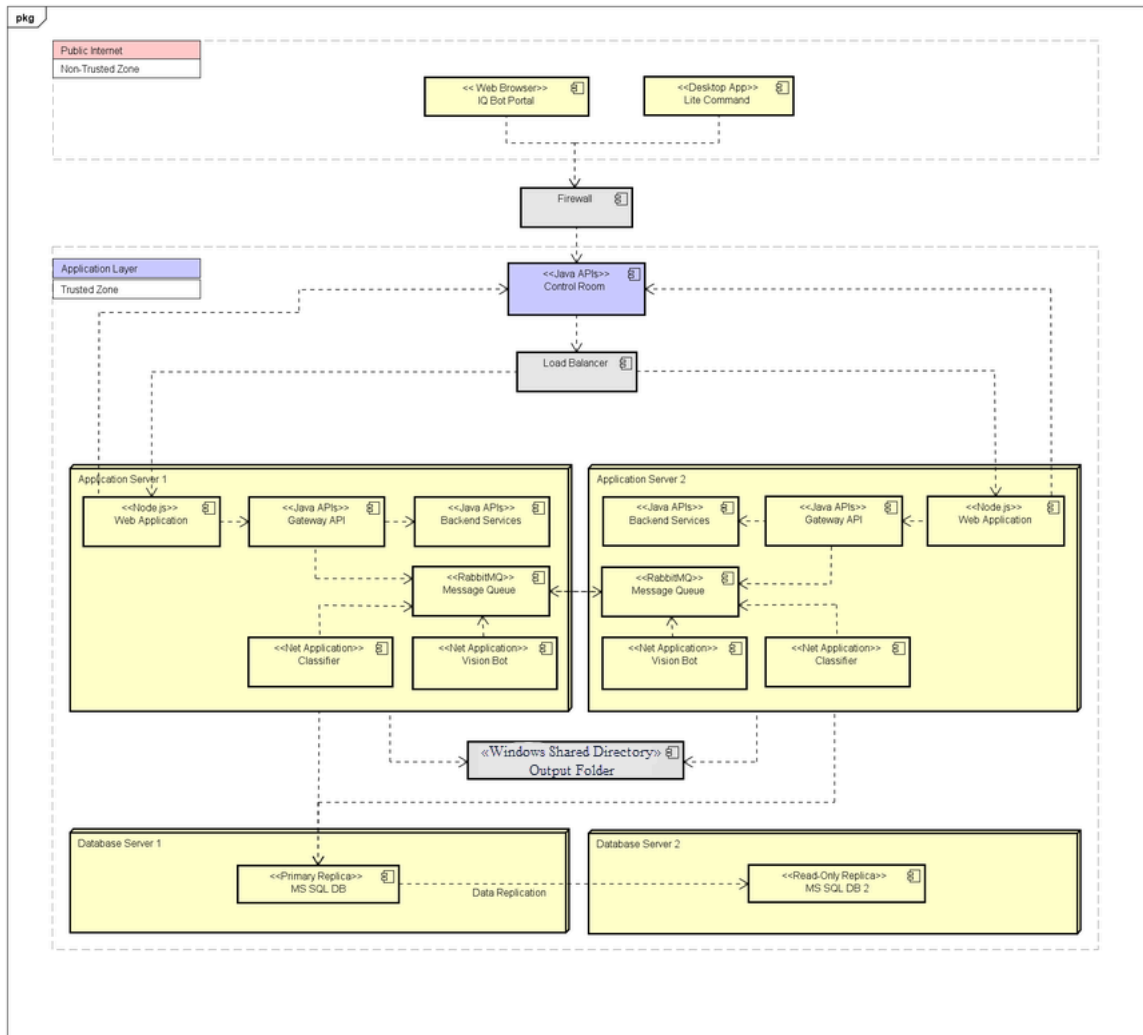 pkg
Public Internet
Non-Trusted Zone
<< Web Browser>>
IQ Bot Portal
<<Desktop App>>
Lite Command
Firewall
Application Layer
Trusted Zone
<<Java APIs>>
Control Room
Load Balancer
Application Server 1
<<Node.js>>
Web Application
<<Java APIs>>
Gateway API
<<Java APIs>>
Backend Services
<<RabbitMQ>>
Message Queue
<<Net Application>>
Classifier
<<Net Application>>
Vision Bot
Application Server 2
<<Java APIs>>
Backend Services
<<Java APIs>>
Gateway API
<<Node.js>>
Web Application
<<RabbitMQ>>
Message Queue
<<Net Application>>
Vision Bot
<<Net Application>>
Classifier
«Windows Shared Directory»
Output Folder
Database Server 1
<<Primary Replica>>
MS SQL DB
Data Replication
Database Server 2
<<Read-Only Replica>>
MS SQL DB 2